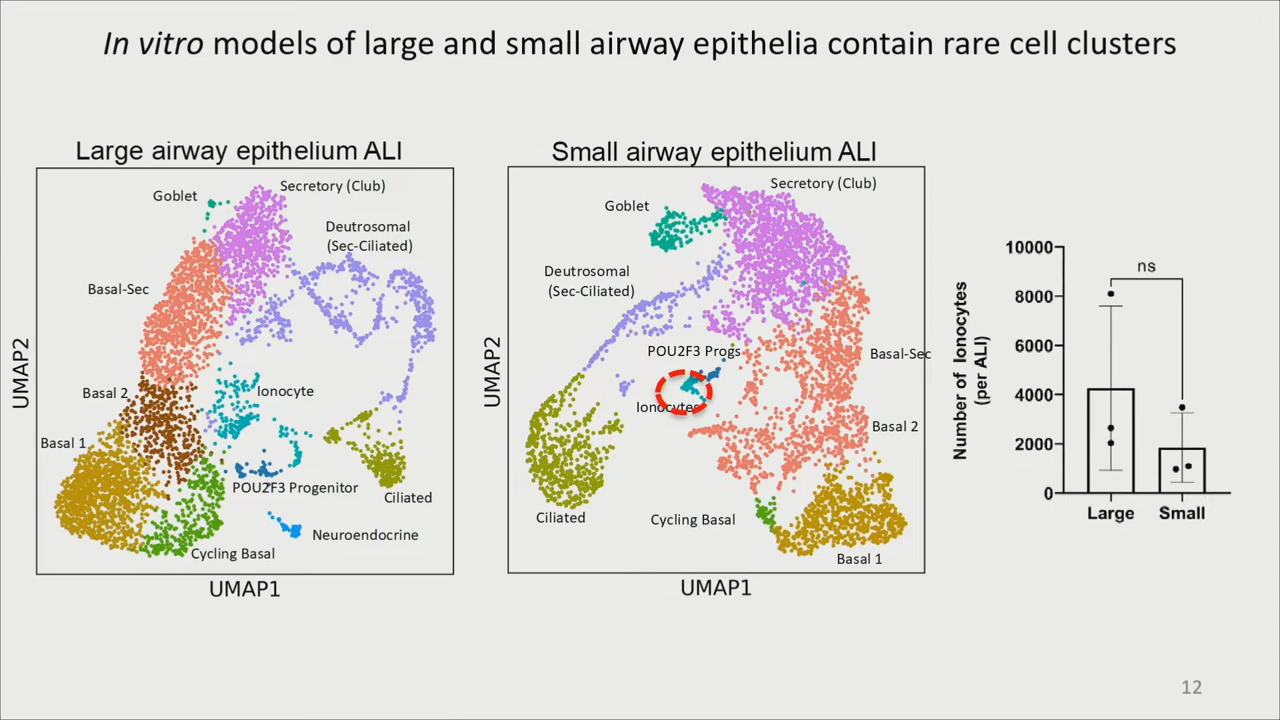 In vitro models of large and small airway epithelia contain rare cell clusters
Large airway epithelium ALI
Goblet
Secretory (Club)
Deutrosomal
(Sec-Ciliated)
Basal-Sec
Basal 2
Ionocyte
Basal 1
POU2F3 Progenitor
Ciliated
Neuroendocrine
Cycling Basal
UMAP2
UMAP1
Small airway epithelium ALI
Secretory (Club)
Goblet
Deutrosomal
(Sec-Ciliated)
POU2F3 Progs
Basal-Sec
Ionocytes
Basal 2
Ciliated
Cycling Basal
Basal 1
UMAP2
UMAP1
Number of Ionocytes
(per ALI)
10000
8000
6000
4000
2000
0
ns
Large
Small
12